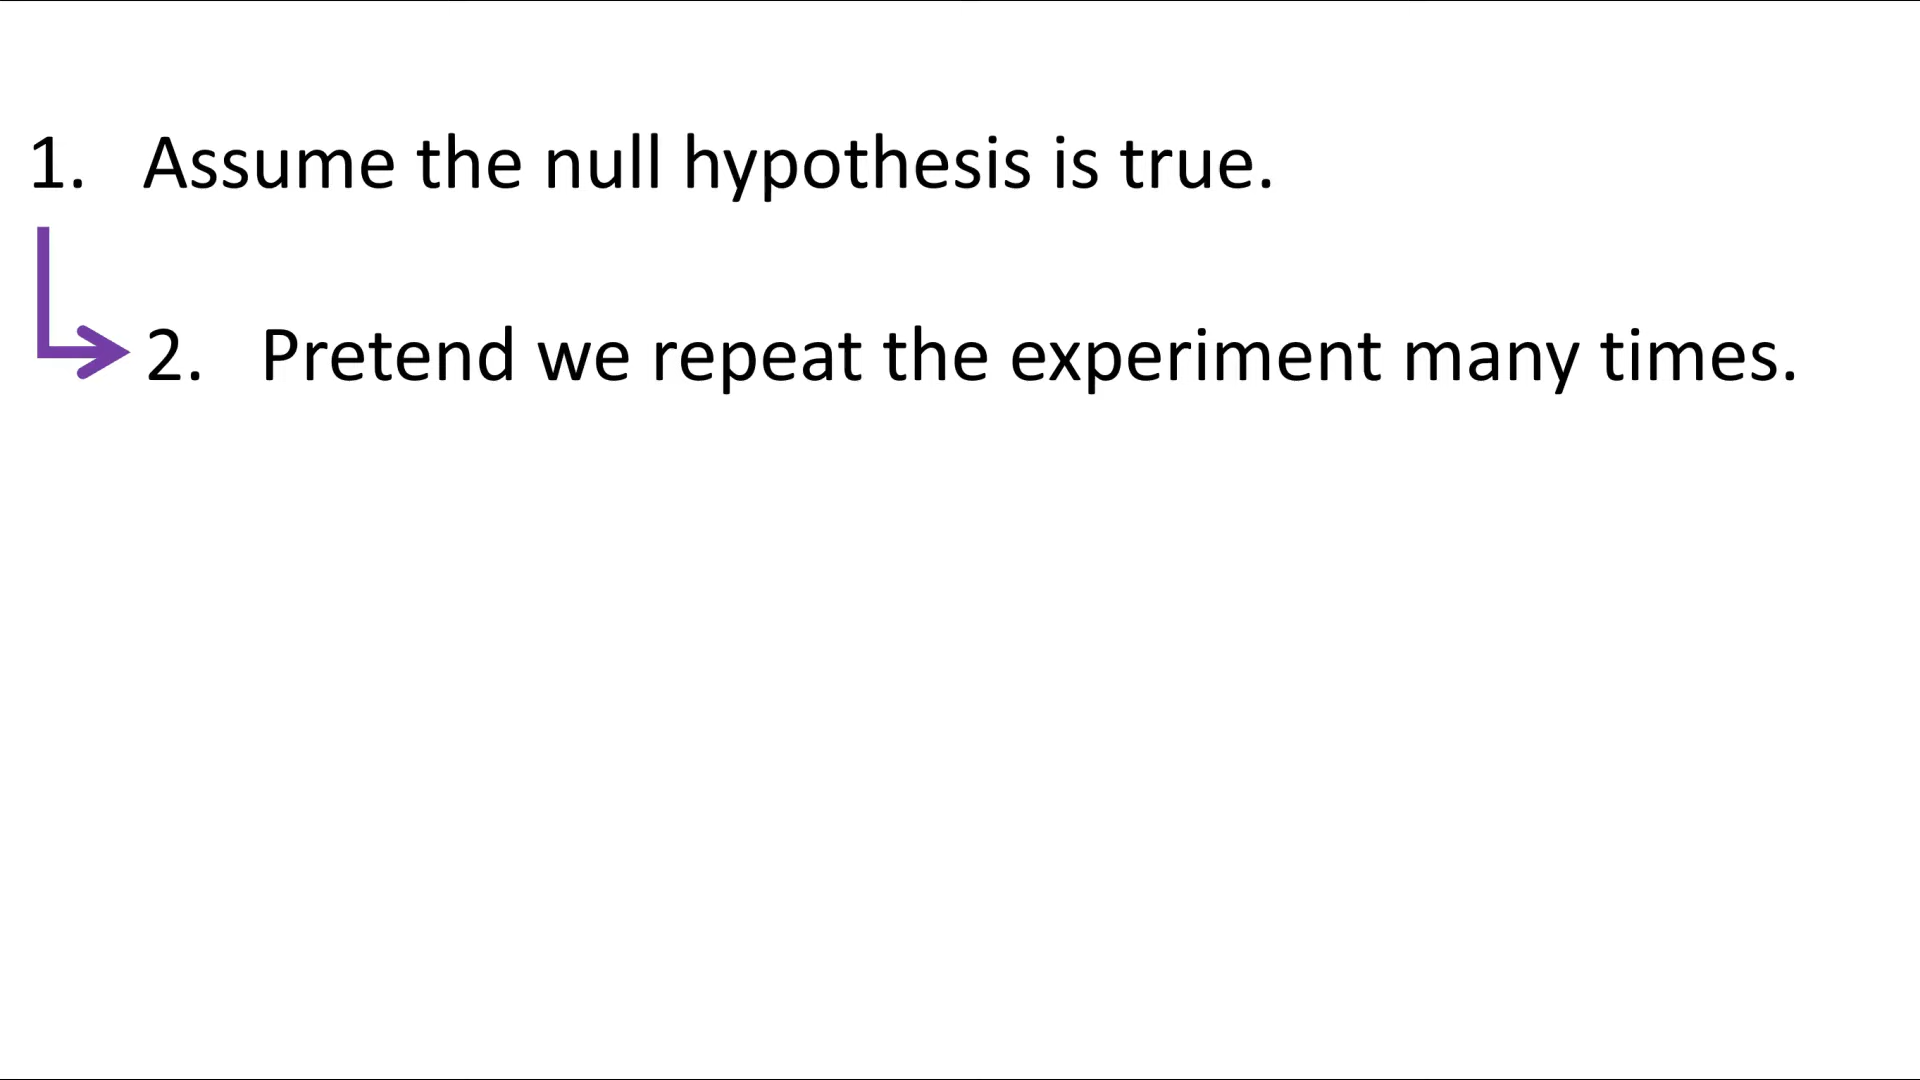 1. Assume the null hypothesis is true.
2. Pretend we repeat the experiment many times.